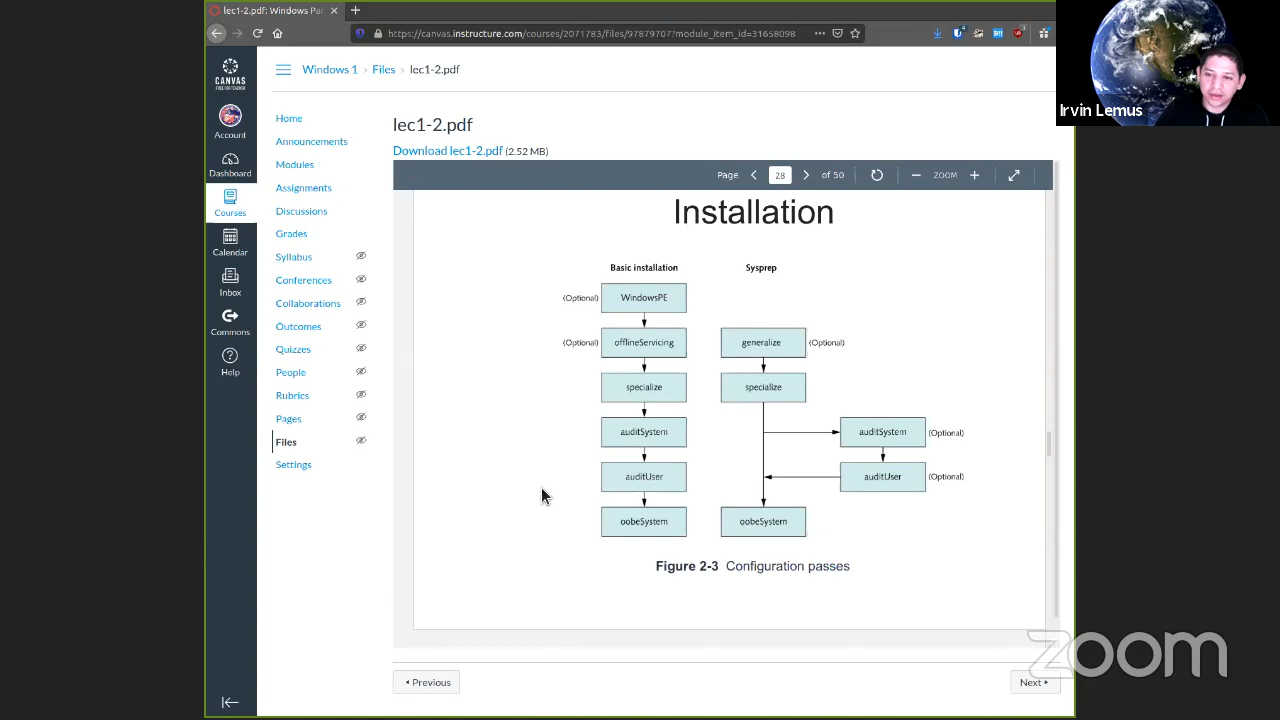 lec1-2.pdf: Windows Par
https://canvas.instructure.com/courses/2071783/files/97879707?module_item_id=31658098
Irvin Lemus
CANVAS
FREE FOR TEACHER
Account
Dashboard
Courses
Calendar
Inbox
Commons
Help
Windows 1 › Files › lec1-2.pdf
Home
Announcements
Modules
Assignments
Discussions
Grades
Syllabus
Conferences
Collaborations
Outcomes
Quizzes
People
Rubrics
Pages
Files
Settings
lec1-2.pdf
Download lec1-2.pdf (2.52 MB)
Page 28 of 50 ZOOM
Installation
Basic installation Sysprep
(Optional) WindowsPE
(Optional) offlineServicing generalize (Optional)
specialize specialize
auditSystem auditSystem (Optional)
auditUser auditUser (Optional)
oobeSystem oobeSystem
Figure 2-3 Configuration passes
Previous
Next
zoom